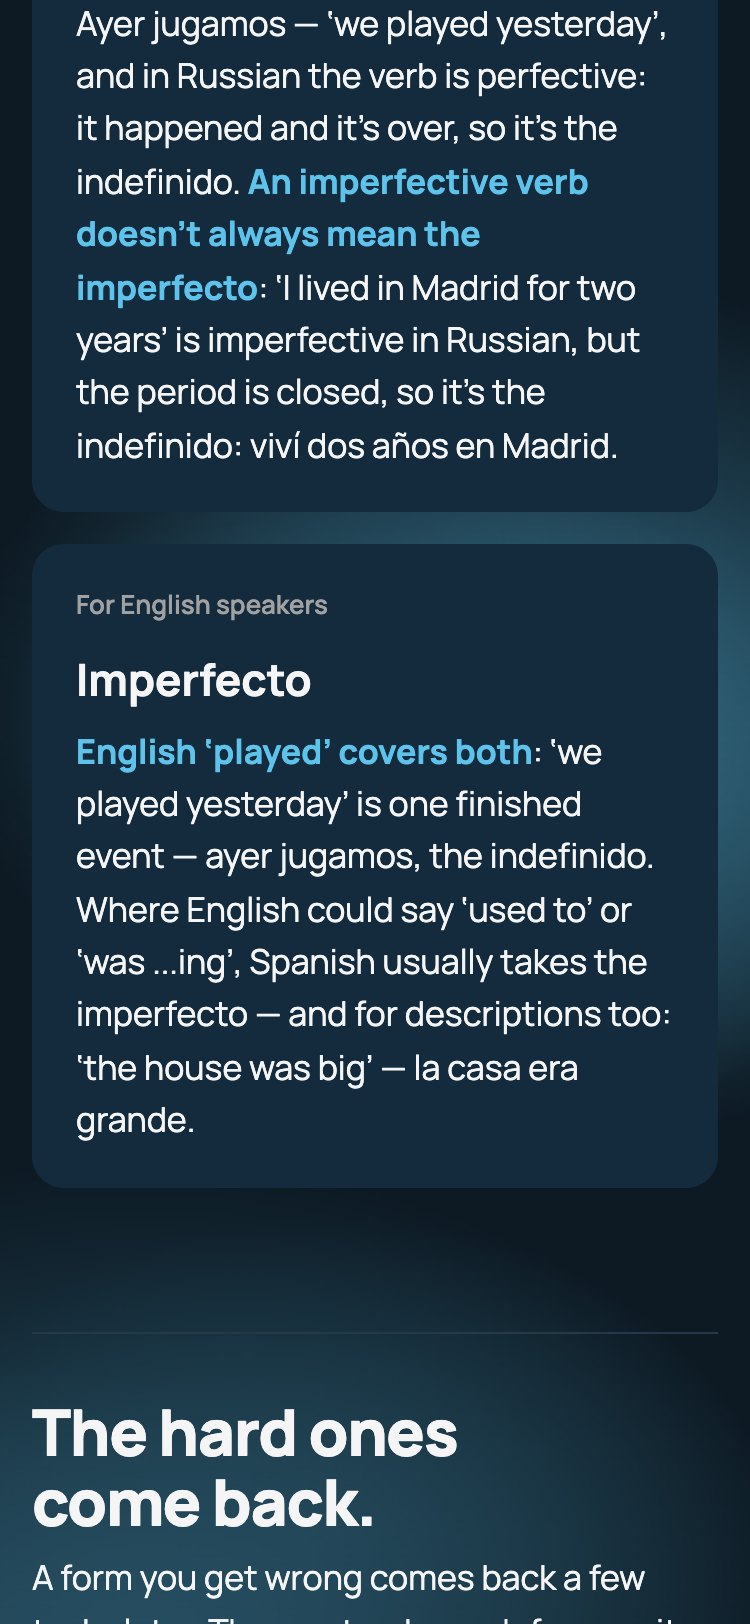 Ayer jugamos — ‘we played yesterday’,
and in Russian the verb is perfective:
it happened and it’s over, so it’s the
indefinido. An imperfective verb
doesn’t always mean the
imperfecto: ‘I lived in Madrid for two
years’ is imperfective in Russian, but
the period is closed, so it’s the
indefinido: viví dos años en Madrid.
For English speakers
Imperfecto
English ‘played’ covers both: ‘we
played yesterday’ is one finished
event — ayer jugamos, the indefinido.
Where English could say ‘used to’ or
‘was ...ing’, Spanish usually takes the
imperfecto — and for descriptions too:
‘the house was big’ — la casa era
grande.
The hard ones
come back.
A form you get wrong comes back a few